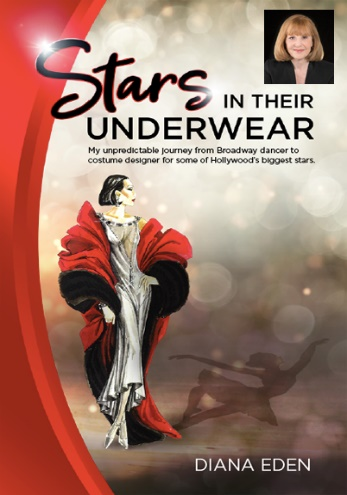 Stars IN THEIR
UNDERWEAR
My unpredictable journey from Broadway dancer to
costume designer for some of Hollywood's biggest stars.
DIANA EDEN